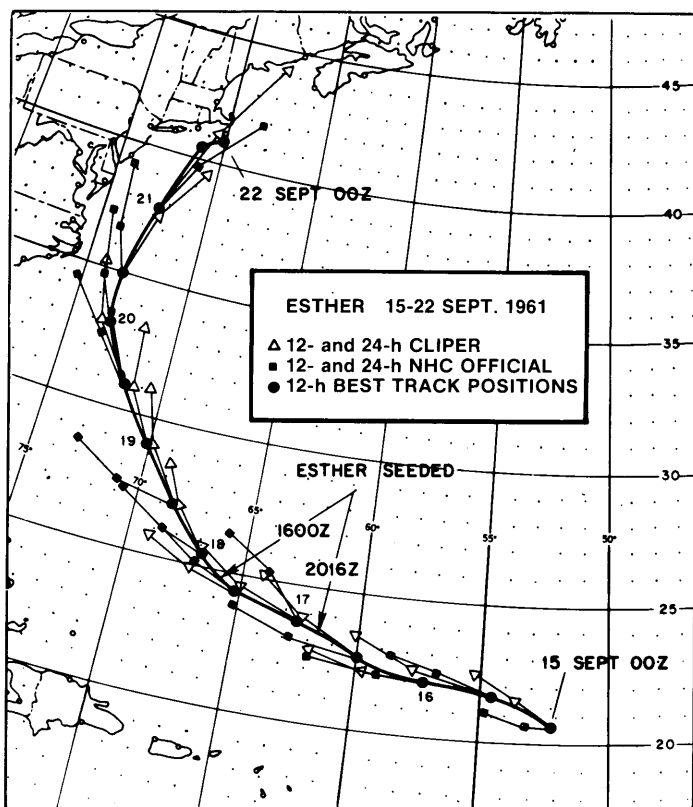 45
22 SEPT 00Z
21
40
ESTHER 15-22 SEPT. 1961
△ 12- and 24-h CLIPER
■ 12- and 24-h NHC OFFICIAL
● 12-h BEST TRACK POSITIONS
20
35
19
75°
70°
ESTHER SEEDED
30
65°
60°
55°
50°
1600Z
18
2016Z
17
25
15 SEPT 00Z
16
20